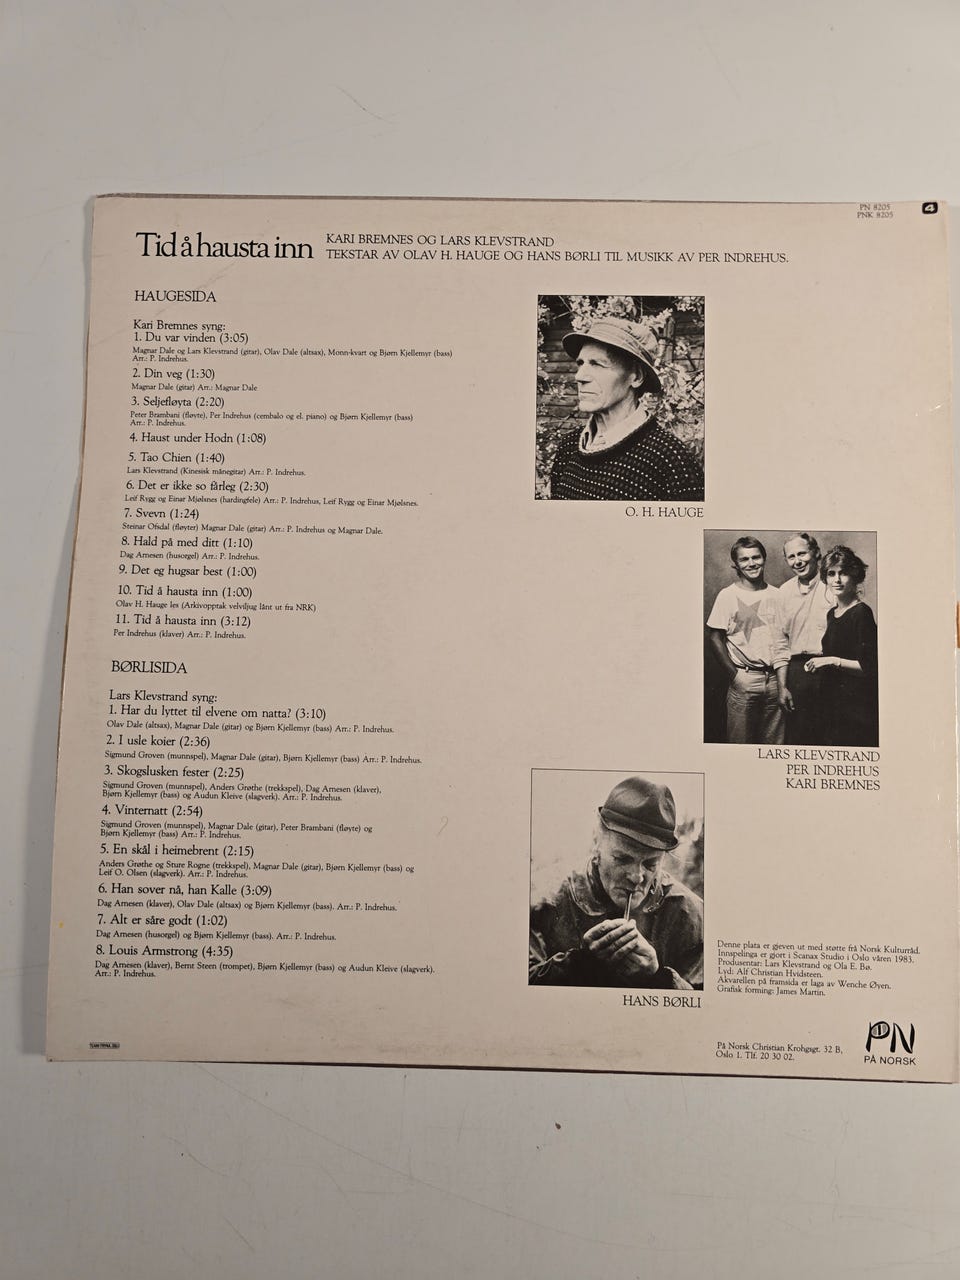 PN 8205
PNK 8205
4
Tid å hausta inn
KARI BREMNES OG LARS KLEVSTRAND
TEKSTAR AV OLAV H. HAUGE OG HANS BØRLI TIL MUSIKK AV PER INDREHUS.
HAUGESIDA
Kari Bremnes syng:
1. Du var vinden (3:05)
Magnar Dale og Lars Klevstrand (gitar), Olav Dale (altsax), Monn-kvart og Bjørn Kjellemyr (bass)
Arr.: P. Indrehus.
2. Din veg (1:30)
Magnar Dale (gitar) Arr.: Magnar Dale
3. Seljefløyta (2:20)
Peter Brambani (fløyte), Per Indrehus (cembalo og el. piano) og Bjørn Kjellemyr (bass)
Arr.: P. Indrehus.
4. Haust under Hodn (1:08)
5. Tao Chien (1:40)
Lars Klevstrand (Kinesisk månegitar) Arr.: P. Indrehus.
6. Det er ikke so fårleg (2:30)
Leif Rygg og Einar Mjølsnes (hardingfele) Arr.: P. Indrehus, Leif Rygg og Einar Mjølsnes.
7. Svevn (1:24)
Steinar Ofsdal (fløyter) Magnar Dale (gitar) Arr.: P. Indrehus og Magnar Dale.
8. Hald på med ditt (1:10)
Dag Arnesen (husorgel) Arr.: P. Indrehus.
9. Det eg hugsar best (1:00)
10. Tid å hausta inn (1:00)
Olav H. Hauge les (Arkivopptak velviljug lånt ut fra NRK)
11. Tid å hausta inn (3:12)
Per Indrehus (klaver) Arr.: P. Indrehus.
BØRLISIDA
Lars Klevstrand syng:
1. Har du lyttet til elvene om natta? (3:10)
Olav Dale (altsax), Magnar Dale (gitar) og Bjørn Kjellemyr (bass) Arr.: P. Indrehus.
2. I usle koier (2:36)
Sigmund Groven (munnspel), Magnar Dale (gitar), Bjørn Kjellemyr (bass) Arr.: P. Indrehus.
3. Skogslusken fester (2:25)
Sigmund Groven (munnspel), Anders Grøthe (trekkspel), Dag Arnesen (klaver),
Bjørn Kjellemyr (bass) og Audun Kleive (slagverk). Arr.: P. Indrehus.
4. Vinternatt (2:54)
Sigmund Groven (munnspel), Magnar Dale (gitar), Peter Brambani (fløyte) og
Bjørn Kjellemyr (bass) Arr.: P. Indrehus.
5. En skål i heimebrent (2:15)
Anders Grøthe og Sture Rogne (trekkspel), Magnar Dale (gitar), Bjørn Kjellemyr (bass) og
Leif O. Olsen (slagverk). Arr.: P. Indrehus.
6. Han sover nå, han Kalle (3:09)
Dag Arnesen (klaver), Olav Dale (altsax) og Bjørn Kjellemyr (bass). Arr.: P. Indrehus.
7. Alt er såre godt (1:02)
Dag Arnesen (husorgel) og Bjørn Kjellemyr (bass). Arr.: P. Indrehus.
8. Louis Armstrong (4:35)
Dag Arnesen (klaver), Bernt Steen (trompet), Bjørn Kjellemyr (bass) og Audun Kleive (slagverk).
Arr.: P. Indrehus.
O. H. HAUGE
LARS KLEVSTRAND
PER INDREHUS
KARI BREMNES
HANS BØRLI
Denne plata er gjeven ut med støtte frå Norsk Kulturråd.
Innspelinga er gjort i Scanax Studio i Oslo våren 1983.
Produsentar: Lars Klevstrand og Ola E. Bø.
Lyd: Alf Christian Hvidsteen.
Akvarellen på framsida er laga av Wenche Øyen.
Grafisk forming: James Martin.
På Norsk Christian Krohgsgt. 32 B,
Oslo 1. Tlf. 20 30 02.
PN
PÅ NORSK